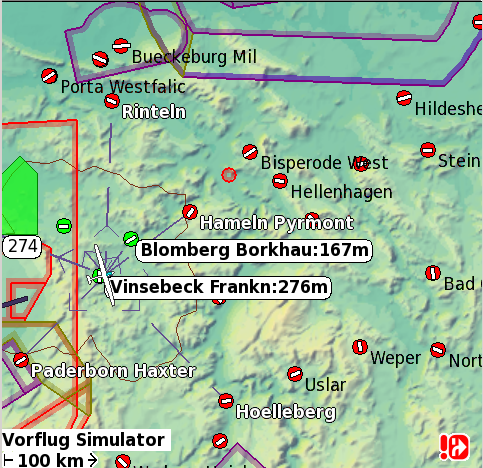 Bueckeburg Mil
Porta Westfalic
Rinteln
Hildeshe
Bisperode West
Stein
Hellenhagen
Hameln Pyrmont
274
Blomberg Borkhau:167m
Vinsebeck Frankn:276m
Bad
Weper
Nort
Paderborn Haxter
Uslar
Hoelleberg
Vorflug Simulator
100 km